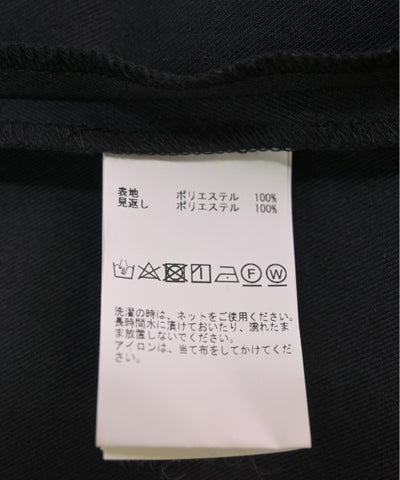 表地 ポリエステル 100%
見返し ポリエステル 100%
F W
洗濯の時は、ネットをご使用ください。
長時間水に漬けておいたり、濡れたま
ま放置しないでください。
アイロンは、当て布をしてかけてくだ
さい。